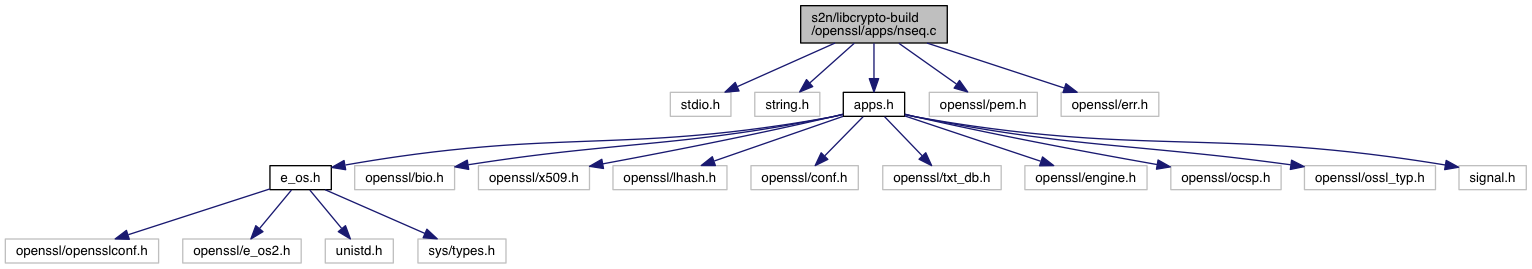 s2n/libcrypto-build
/openssl/apps/nseq.c
stdio.h
string.h
apps.h
openssl/pem.h
openssl/err.h
e_os.h
openssl/bio.h
openssl/x509.h
openssl/lhash.h
openssl/conf.h
openssl/txt_db.h
openssl/engine.h
openssl/ocsp.h
openssl/ossl_typ.h
signal.h
openssl/opensslconf.h
openssl/e_os2.h
unistd.h
sys/types.h